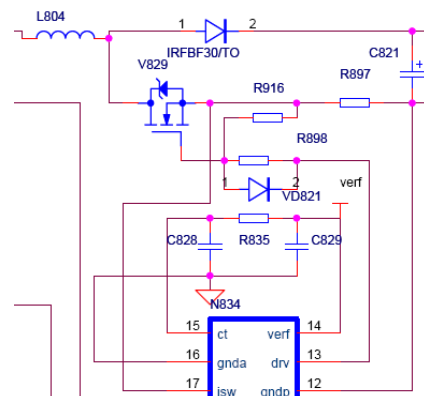 L804
1 2
IRFBF30/TO
C821
V829
R897
R916
+
R898
1 2
VD821
verf
C828
R835
C829
N834
15 ct verf 14
16 gnda drv 13
17 isw gndp 12